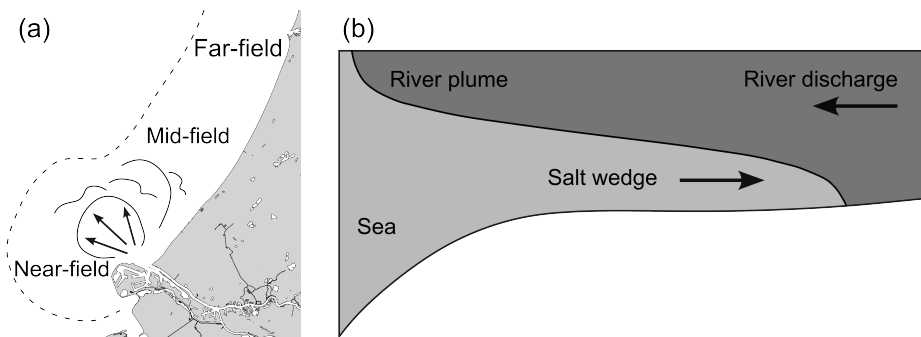 (a)
Far-field
Mid-field
Near-field
(b)
River plume
River discharge
Salt wedge
Sea